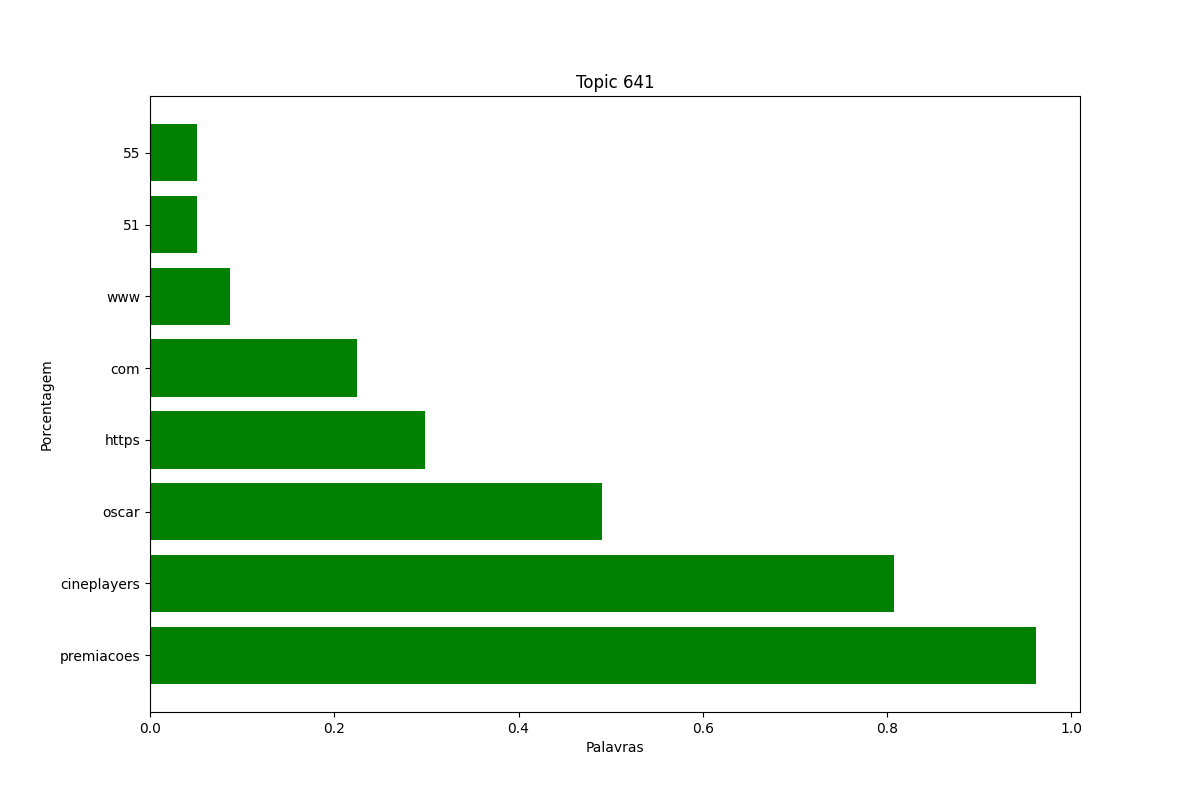 Topic 641
55
51
www
com
https
oscar
cineplayers
premiacoes
Porcentagem
0.0 0.2 0.4 0.6 0.8 1.0
Palavras